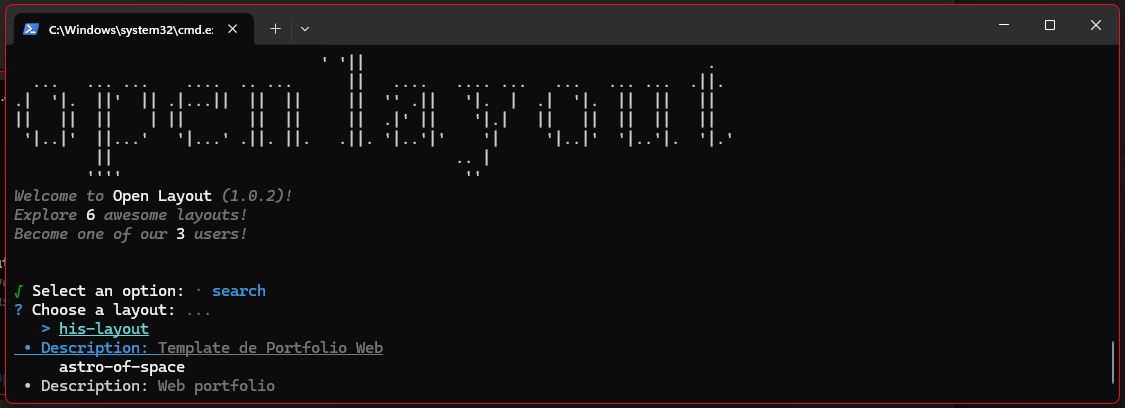 C:\Windows\system32\cmd.e
open layout
Welcome to Open Layout (1.0.2)!
Explore 6 awesome layouts!
Become one of our 3 users!
√ Select an option: · search
? Choose a layout: ...
> his-layout
• Description: Template de Portfolio Web
astro-of-space
• Description: Web portfolio